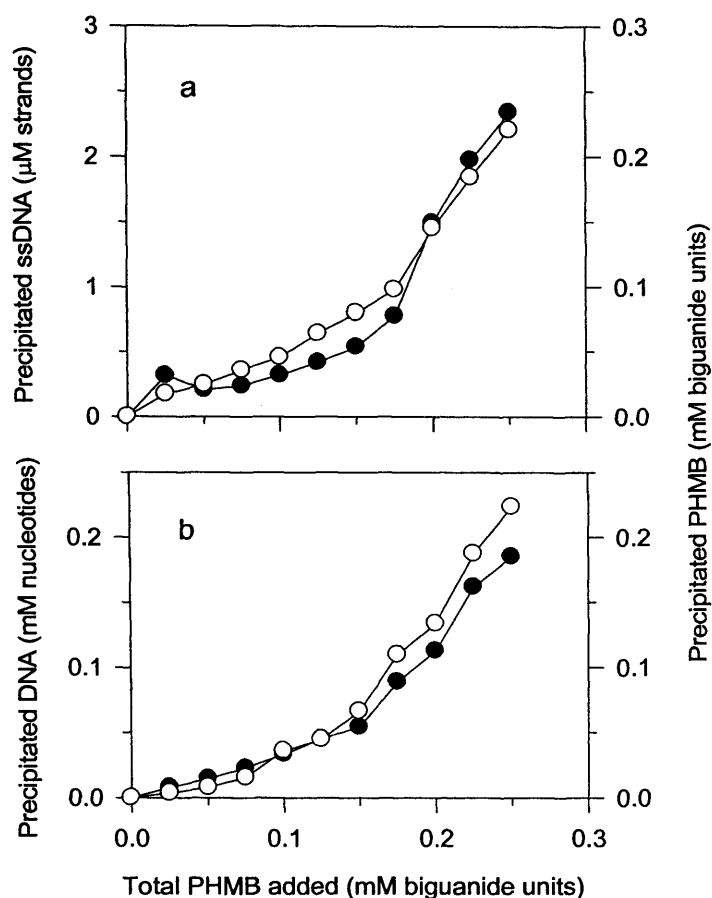 3
2
1
0
a
Precipitated ssDNA (μM strands)
0.3
0.2
0.1
0.0
Precipitated PHMB (mM biguanide units)
0.2
0.1
0.0
b
Precipitated DNA (mM nucleotides)
0.2
0.1
0.0
0.0 0.1 0.2 0.3
Total PHMB added (mM biguanide units)